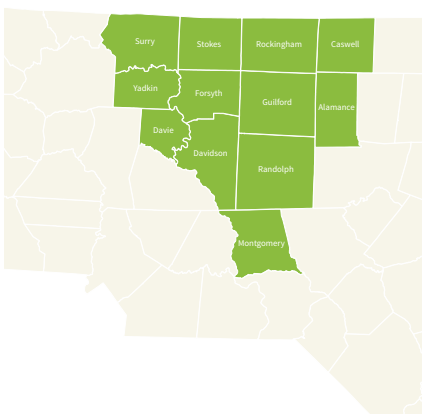 Surry
Stokes
Rockingham
Caswell
Yadkin
Forsyth
Guilford
Alamance
Davie
Davidson
Randolph
Montgomery